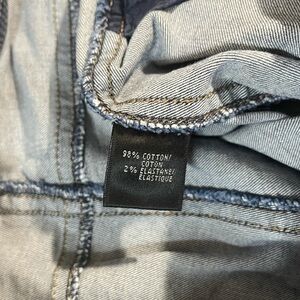 98% COTTON/
COTON
2% ELASTANE/
ELASTIQUE